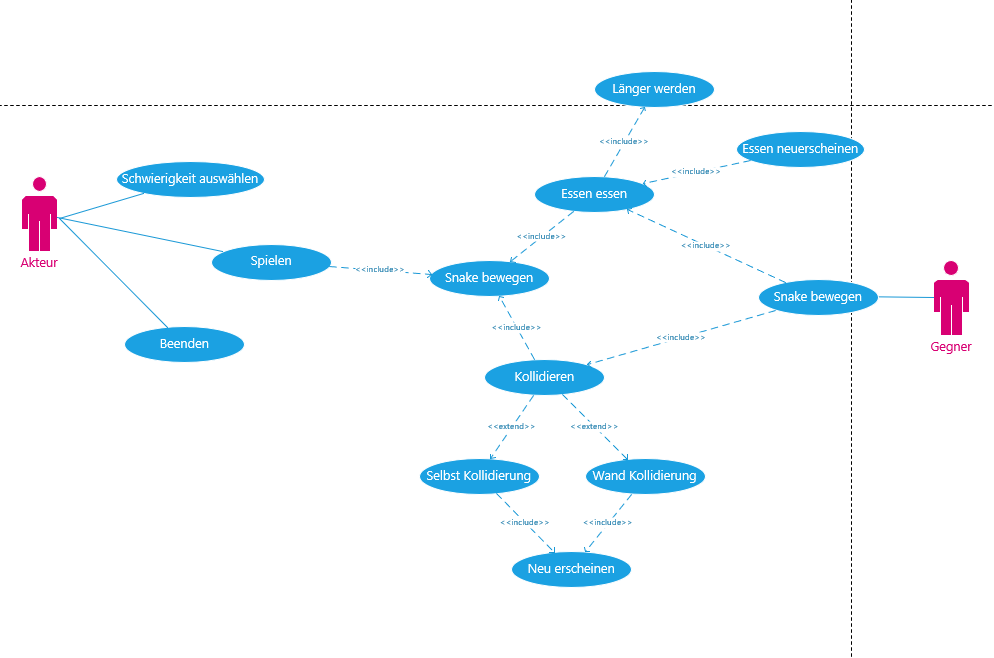 Länger werden
<<include>>
Essen neuerscheinen
<<include>>
Schwierigkeit auswählen
Essen essen
<<include>>
<<include>>
Akteur
Spielen
<<include>>
Snake bewegen
Snake bewegen
<<include>>
<<include>>
Gegner
Beenden
Kollidieren
<<extend>>
<<extend>>
Selbst Kollidierung
Wand Kollidierung
<<include>>
<<include>>
Neu erscheinen